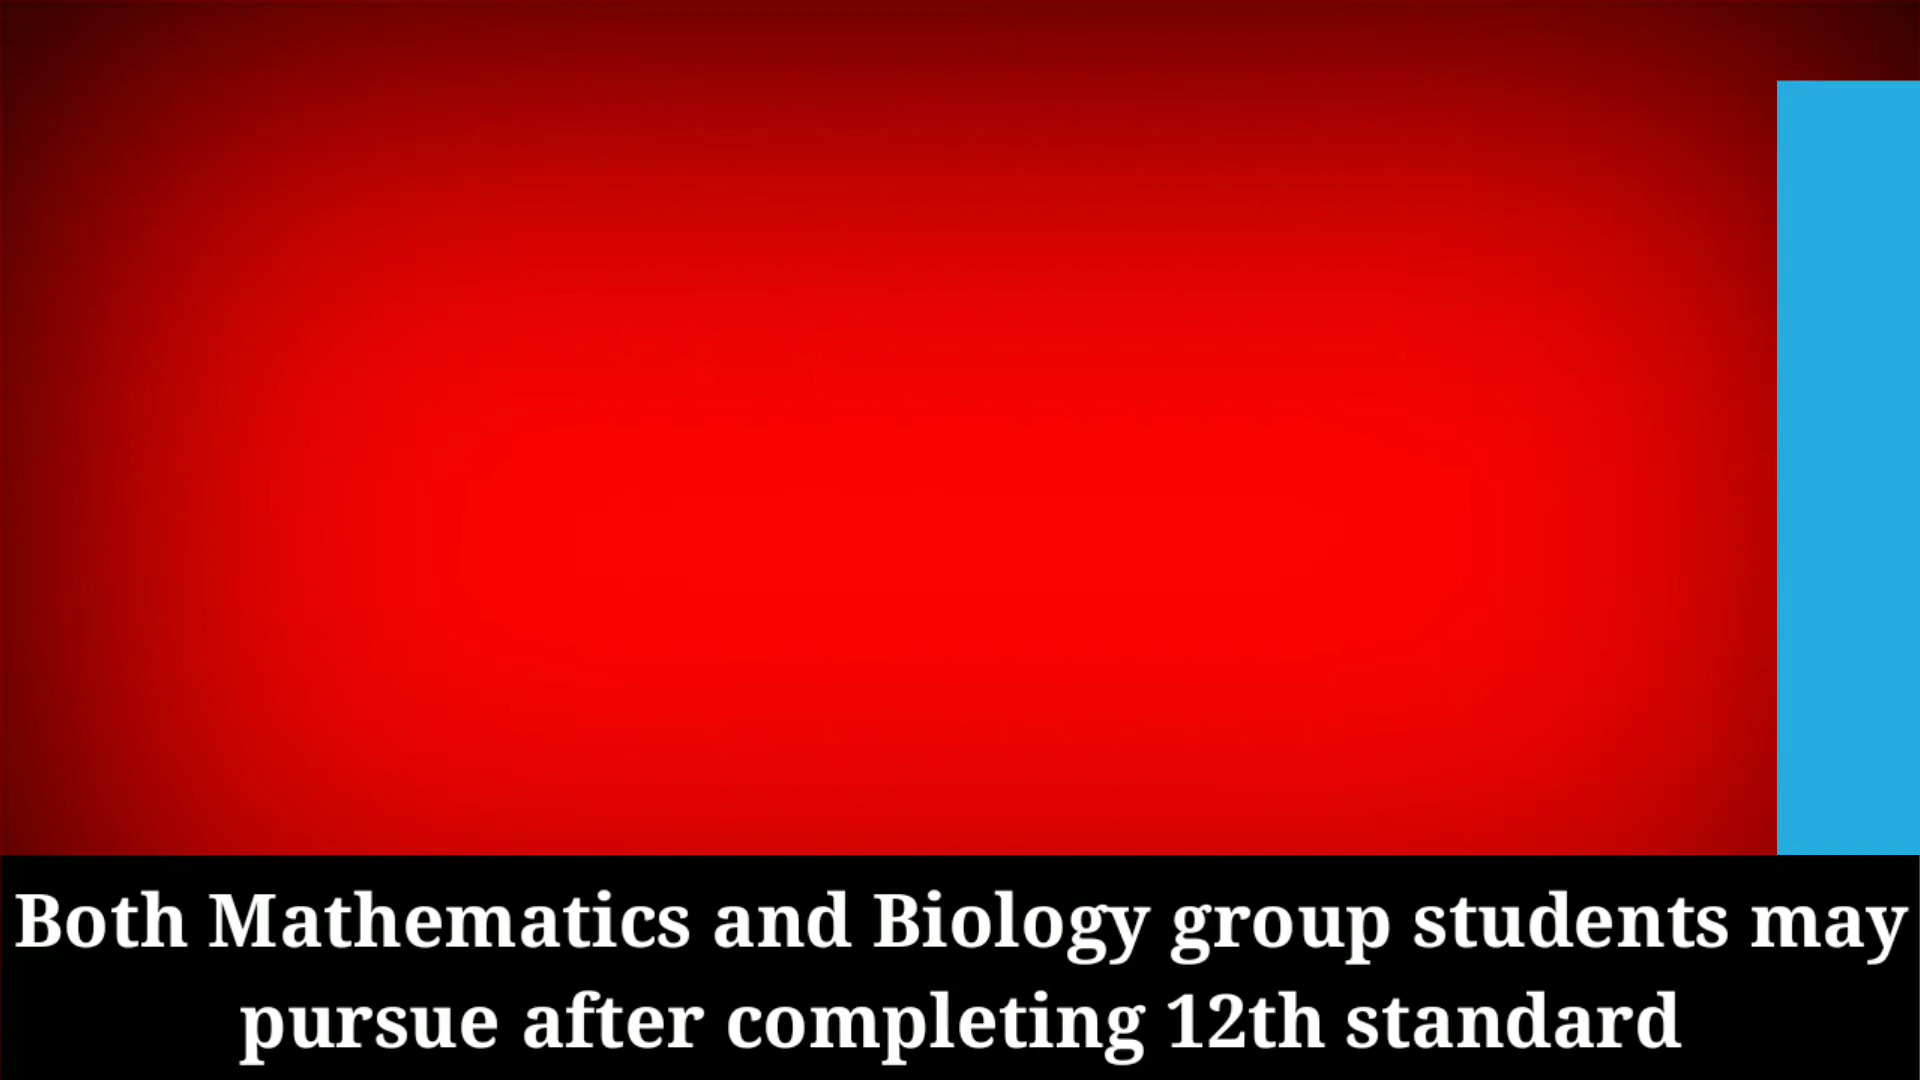 Both Mathematics and Biology group students may
pursue after completing 12th standard